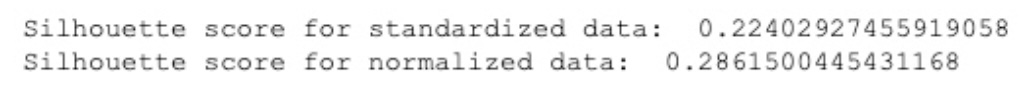 Silhouette score for standardized data:  0.22402927455919058
Silhouette score for normalized data:  0.2861500445431168